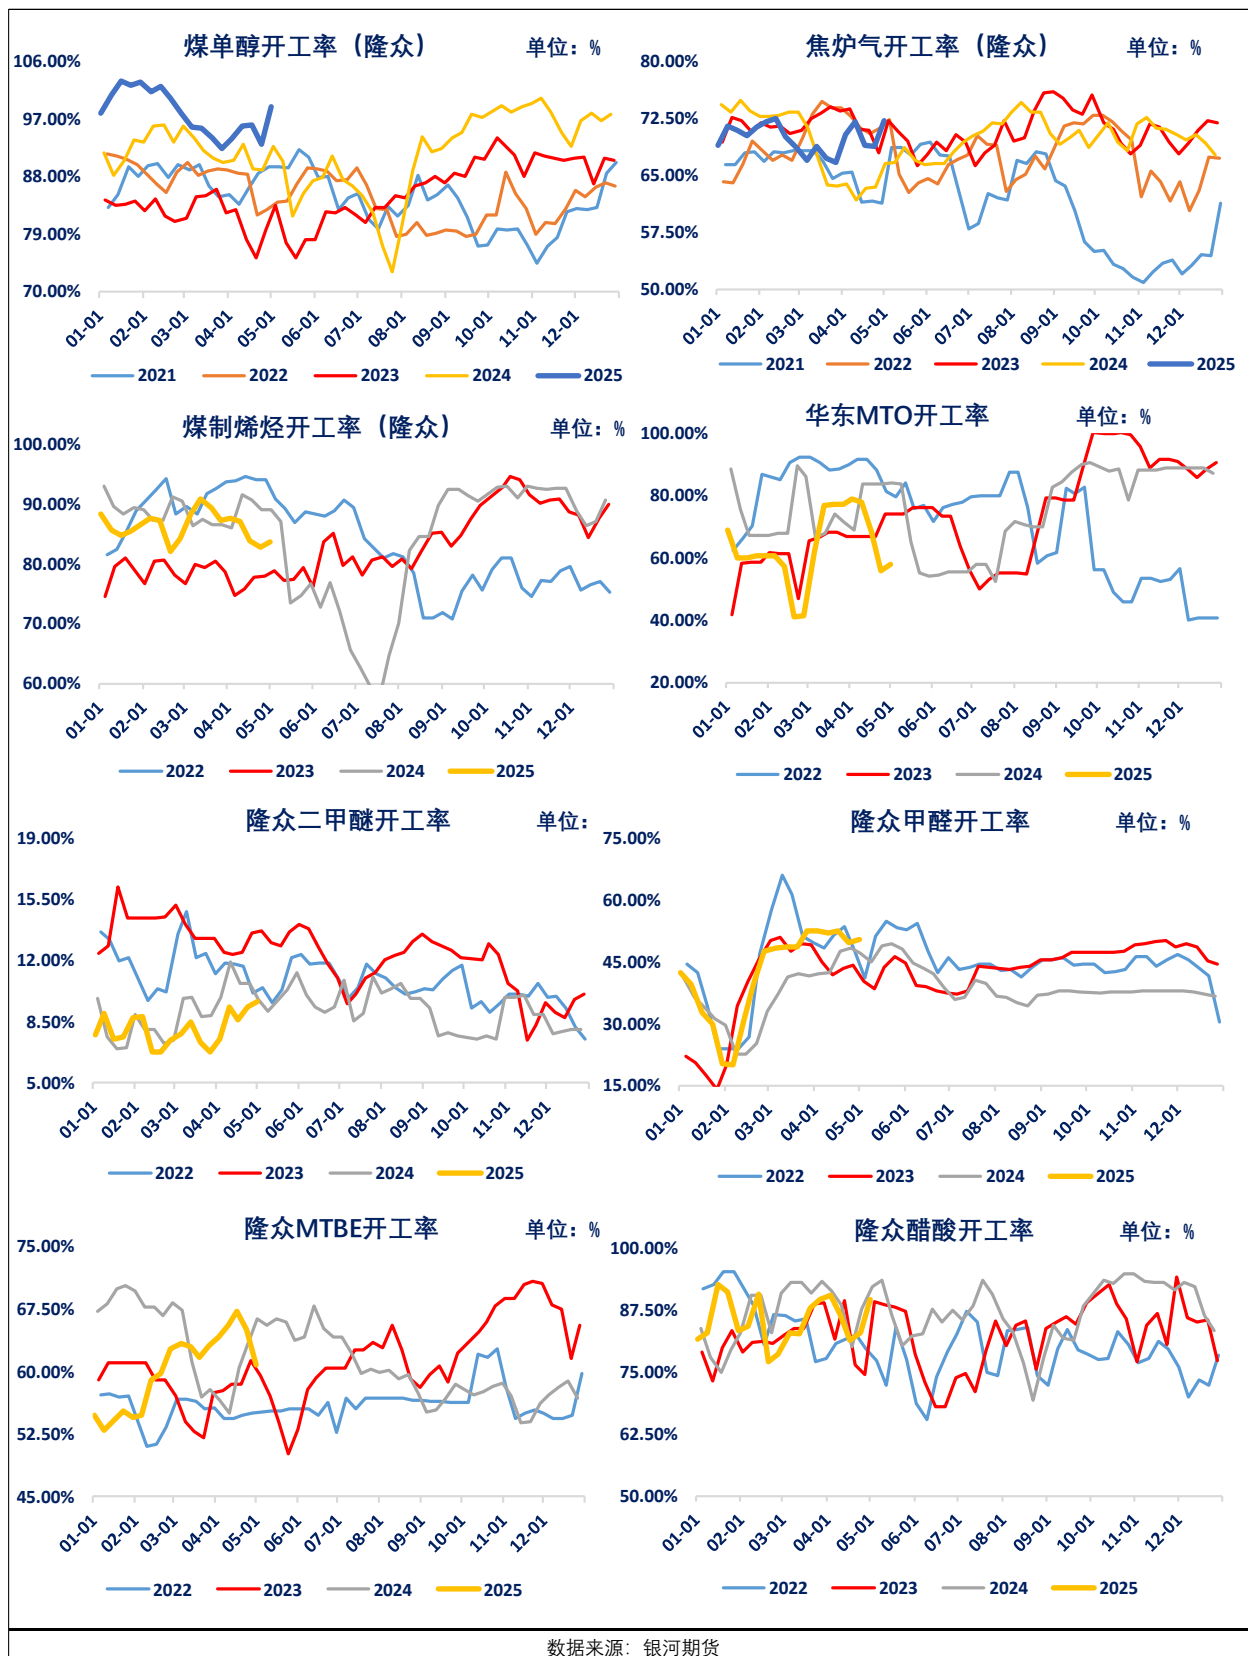 煤单醇开工率（隆众） 单位：%
106.00%
97.00%
88.00%
79.00%
70.00%
01-01 02-01 03-01 04-01 05-01 06-01 07-01 08-01 09-01 10-01 11-01 12-01
2021 2022 2023 2024 2025
焦炉气开工率（隆众） 单位：%
80.00%
72.50%
65.00%
57.50%
50.00%
01-01 02-01 03-01 04-01 05-01 06-01 07-01 08-01 09-01 10-01 11-01 12-01
2021 2022 2023 2024 2025
煤制烯烃开工率（隆众） 单位：%
100.00%
90.00%
80.00%
70.00%
60.00%
01-01 02-01 03-01 04-01 05-01 06-01 07-01 08-01 09-01 10-01 11-01 12-01
2022 2023 2024 2025
华东MTO开工率 单位：%
100.00%
80.00%
60.00%
40.00%
20.00%
01-01 02-01 03-01 04-01 05-01 06-01 07-01 08-01 09-01 10-01 11-01 12-01
2022 2023 2024 2025
隆众二甲醚开工率 单位：
19.00%
15.50%
12.00%
8.50%
5.00%
01-01 02-01 03-01 04-01 05-01 06-01 07-01 08-01 09-01 10-01 11-01 12-01
2022 2023 2024 2025
隆众甲醛开工率 单位：%
75.00%
60.00%
45.00%
30.00%
15.00%
01-01 02-01 03-01 04-01 05-01 06-01 07-01 08-01 09-01 10-01 11-01 12-01
2022 2023 2024 2025
隆众MTBE开工率 单位：%
75.00%
67.50%
60.00%
52.50%
45.00%
01-01 02-01 03-01 04-01 05-01 06-01 07-01 08-01 09-01 10-01 11-01 12-01
2022 2023 2024 2025
隆众醋酸开工率 单位：%
100.00%
87.50%
75.00%
62.50%
50.00%
01-01 02-01 03-01 04-01 05-01 06-01 07-01 08-01 09-01 10-01 11-01 12-01
2022 2023 2024 2025
数据来源：银河期货